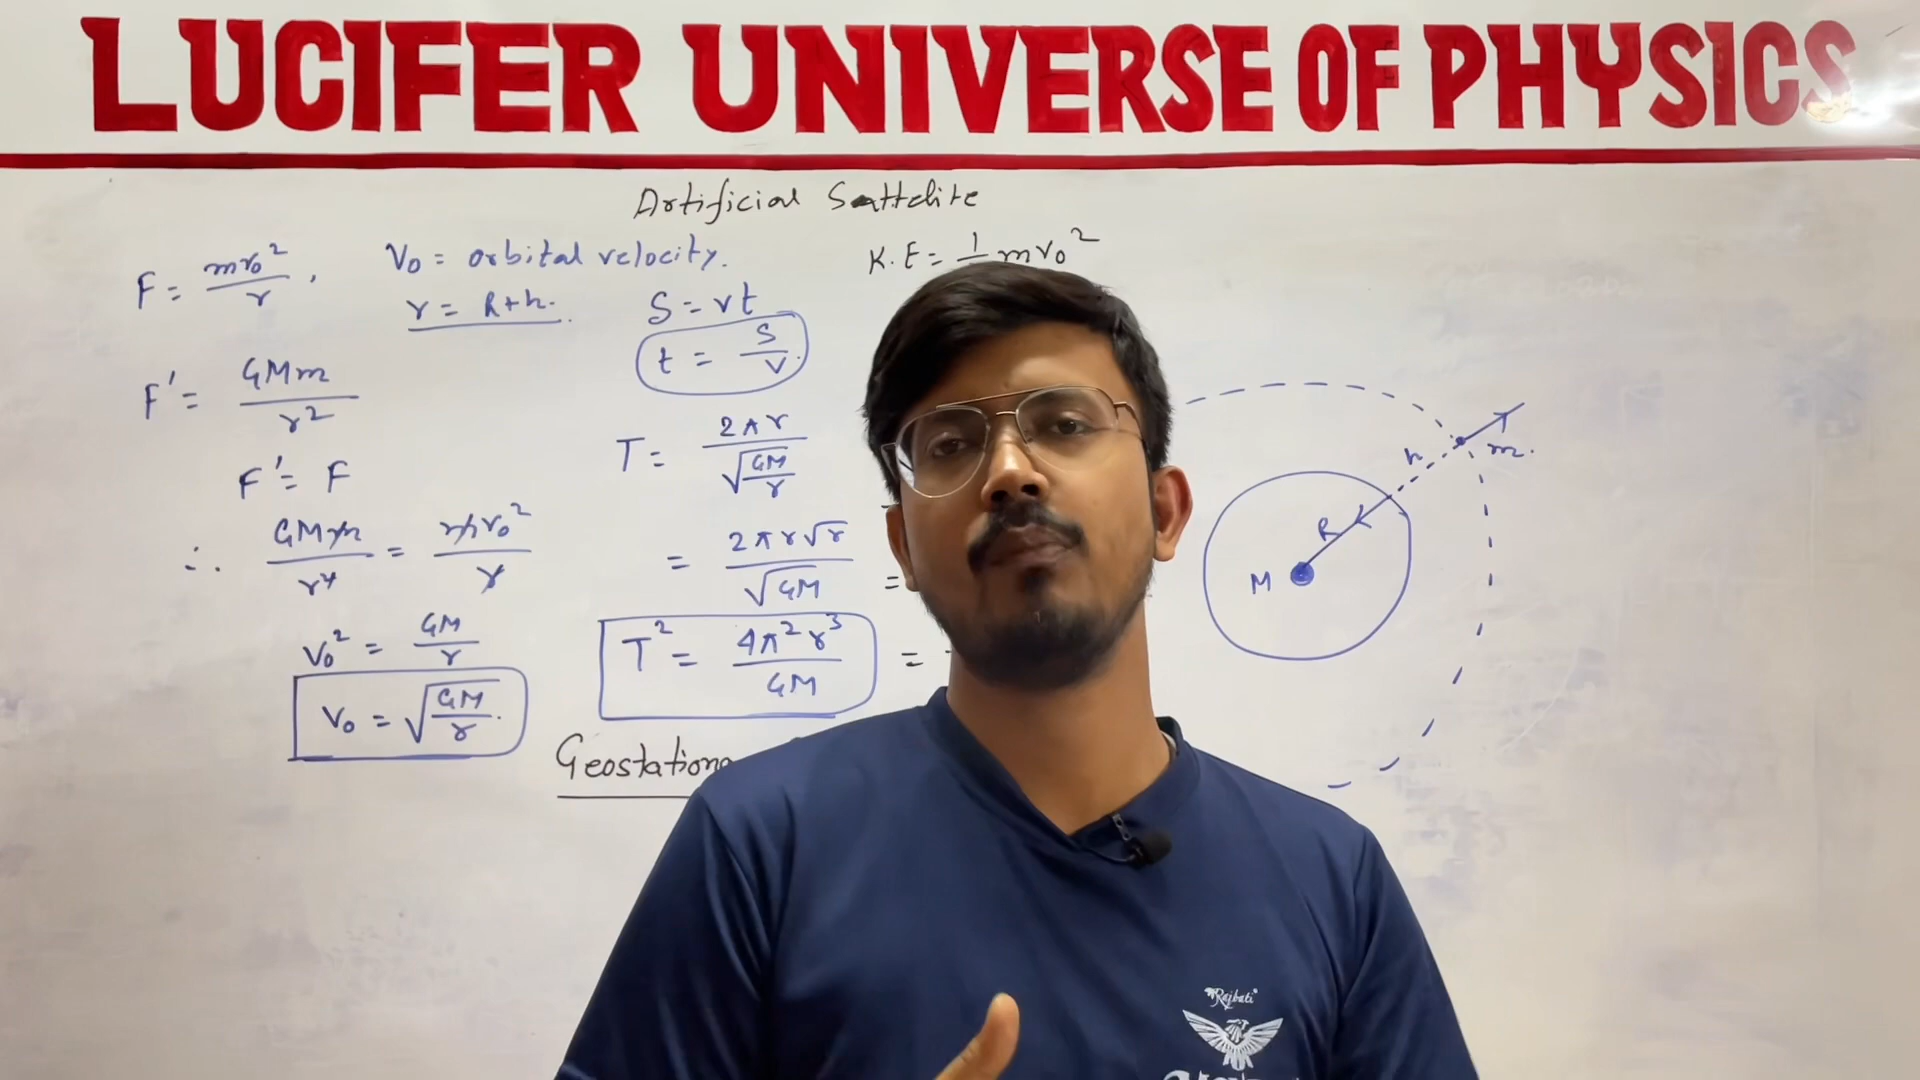 LUCIFER UNIVERSE OF PHYSICS
Artificial Sattelite
F = mv₀²/r ,
V₀ = orbital velocity.
r = R+h.
F' = GMm/r²
F' = F
∴ GMm/r² = mv₀²/r
V₀² = GM/r
V₀ = √(GM/r).
S = vt
t = S/V.
T = 2πr/√(GM/r)
= 2πr√r/√GM
T² = 4π²r³/GM
Geostationa
K.E = 1/ mv₀²
=
=
h
m.
R
M
Rajbati